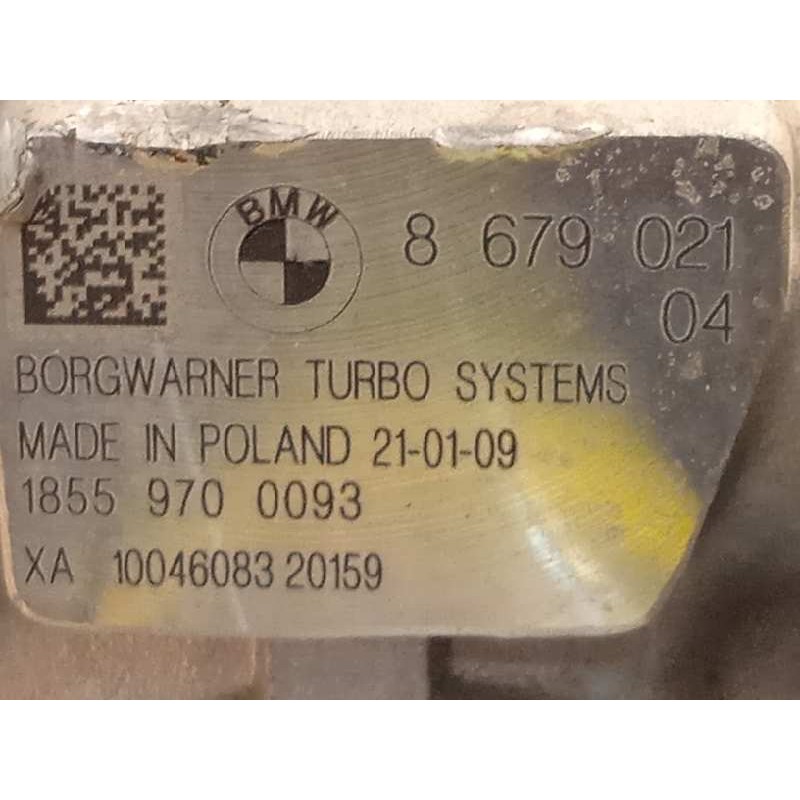 BMW
8 679 021
04
BORGWARNER TURBO SYSTEMS
MADE IN POLAND 21-01-09
1855 970 0093
XA 10046083 20159